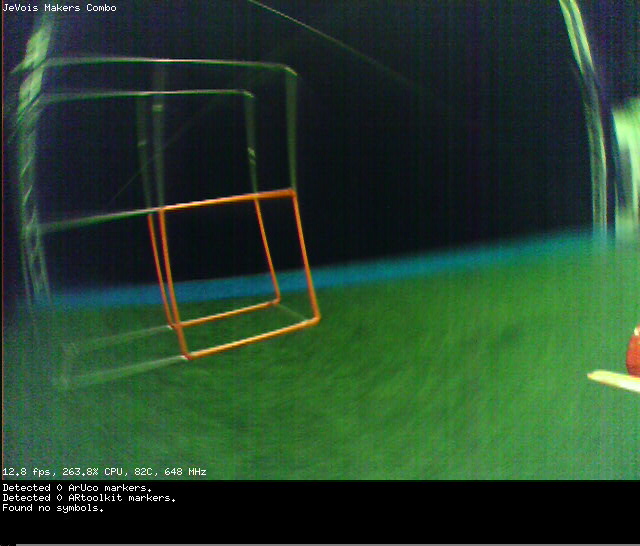 JeVois Makers Combo
12.8 fps, 263.8% CPU, 82C, 648 MHz
Detected 0 ArUco markers.
Detected 0 ARtoolkit markers.
Found no symbols.